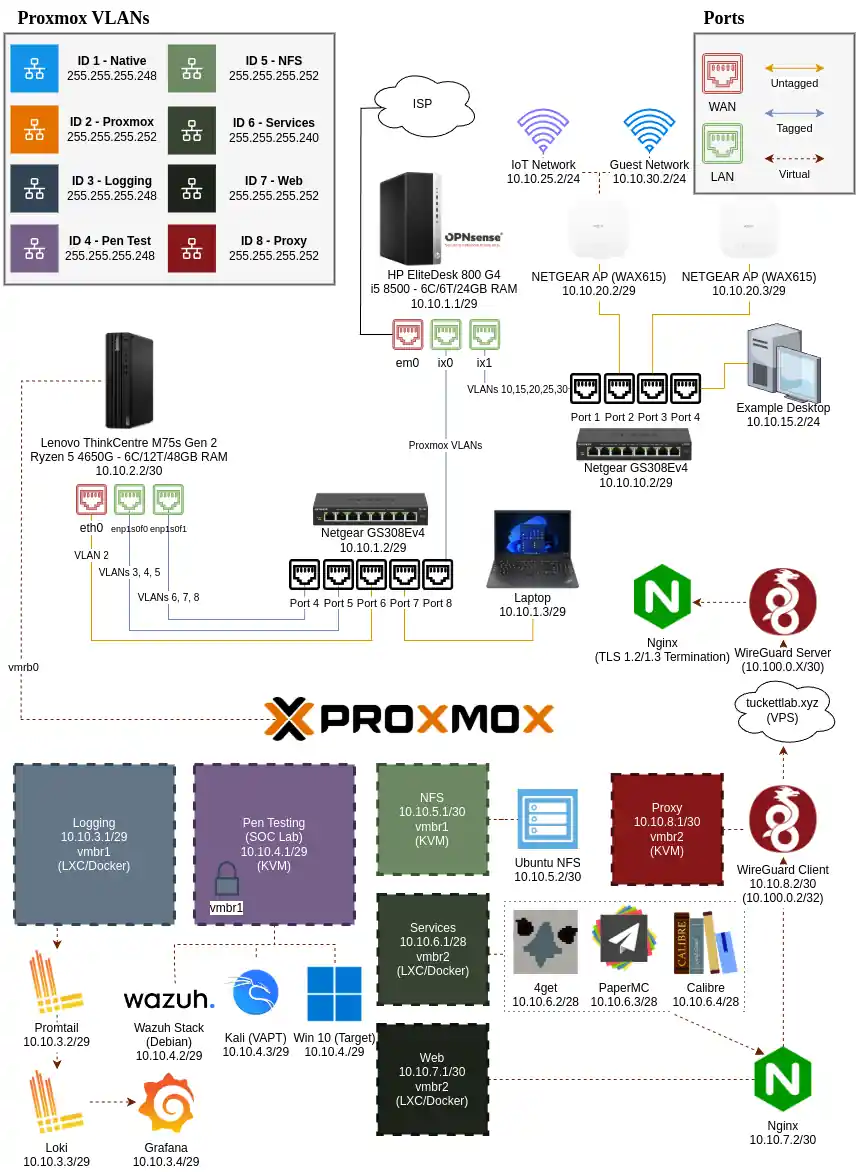 Proxmox VLANs
ID 1 - Native
255.255.255.248
ID 5 - NFS
255.255.255.252
ID 2 - Proxmox
255.255.255.252
ID 6 - Services
255.255.255.240
ID 3 - Logging
255.255.255.248
ID 7 - Web
255.255.255.252
ID 4 - Pen Test
255.255.255.248
ID 8 - Proxy
255.255.255.252
Ports
WAN
Untagged
Tagged
LAN
Virtual
ISP
IoT Network
10.10.25.2/24
Guest Network
10.10.30.2/24
OPNsense
HP EliteDesk 800 G4
i5 8500 - 6C/6T/24GB RAM
10.10.1.1/29
em0
ix0
ix1
NETGEAR AP (WAX615)
10.10.20.2/29
NETGEAR AP (WAX615)
10.10.20.3/29
VLANs 10,15,20,25,30
Port 1
Port 2
Port 3
Port 4
Example Desktop
10.10.15.2/24
Netgear GS308Ev4
10.10.10.2/29
Proxmox VLANs
Lenovo ThinkCentre M75s Gen 2
Ryzen 5 4650G - 6C/12T/48GB RAM
10.10.2.2/30
eth0
enp1s0f0
enp1s0f1
VLAN 2
VLANs 3, 4, 5
VLANs 6, 7, 8
Netgear GS308Ev4
10.10.1.2/29
Port 4
Port 5
Port 6
Port 7
Port 8
Laptop
10.10.1.3/29
Nginx
(TLS 1.2/1.3 Termination)
WireGuard Server
(10.100.0.X/30)
vmrb0
PROXMOX
tuckettlab.xyz
(VPS)
Logging
10.10.3.1/29
vmbr1
(LXC/Docker)
Pen Testing
(SOC Lab)
10.10.4.1/29
(KVM)
vmbr1
NFS
10.10.5.1/30
vmbr1
(KVM)
Ubuntu NFS
10.10.5.2/30
Proxy
10.10.8.1/30
vmbr2
(KVM)
WireGuard Client
10.10.8.2/30
(10.100.0.2/32)
Services
10.10.6.1/28
vmbr2
(LXC/Docker)
4get
10.10.6.2/28
PaperMC
10.10.6.3/28
CALIBRE
Calibre
10.10.6.4/28
Promtail
10.10.3.2/29
wazuh.
Wazuh Stack
(Debian)
10.10.4.2/29
Kali (VAPT)
10.10.4.3/29
Win 10 (Target)
10.10.4./29
Web
10.10.7.1/30
vmbr2
(LXC/Docker)
Loki
10.10.3.3/29
Grafana
10.10.3.4/29
Nginx
10.10.7.2/30